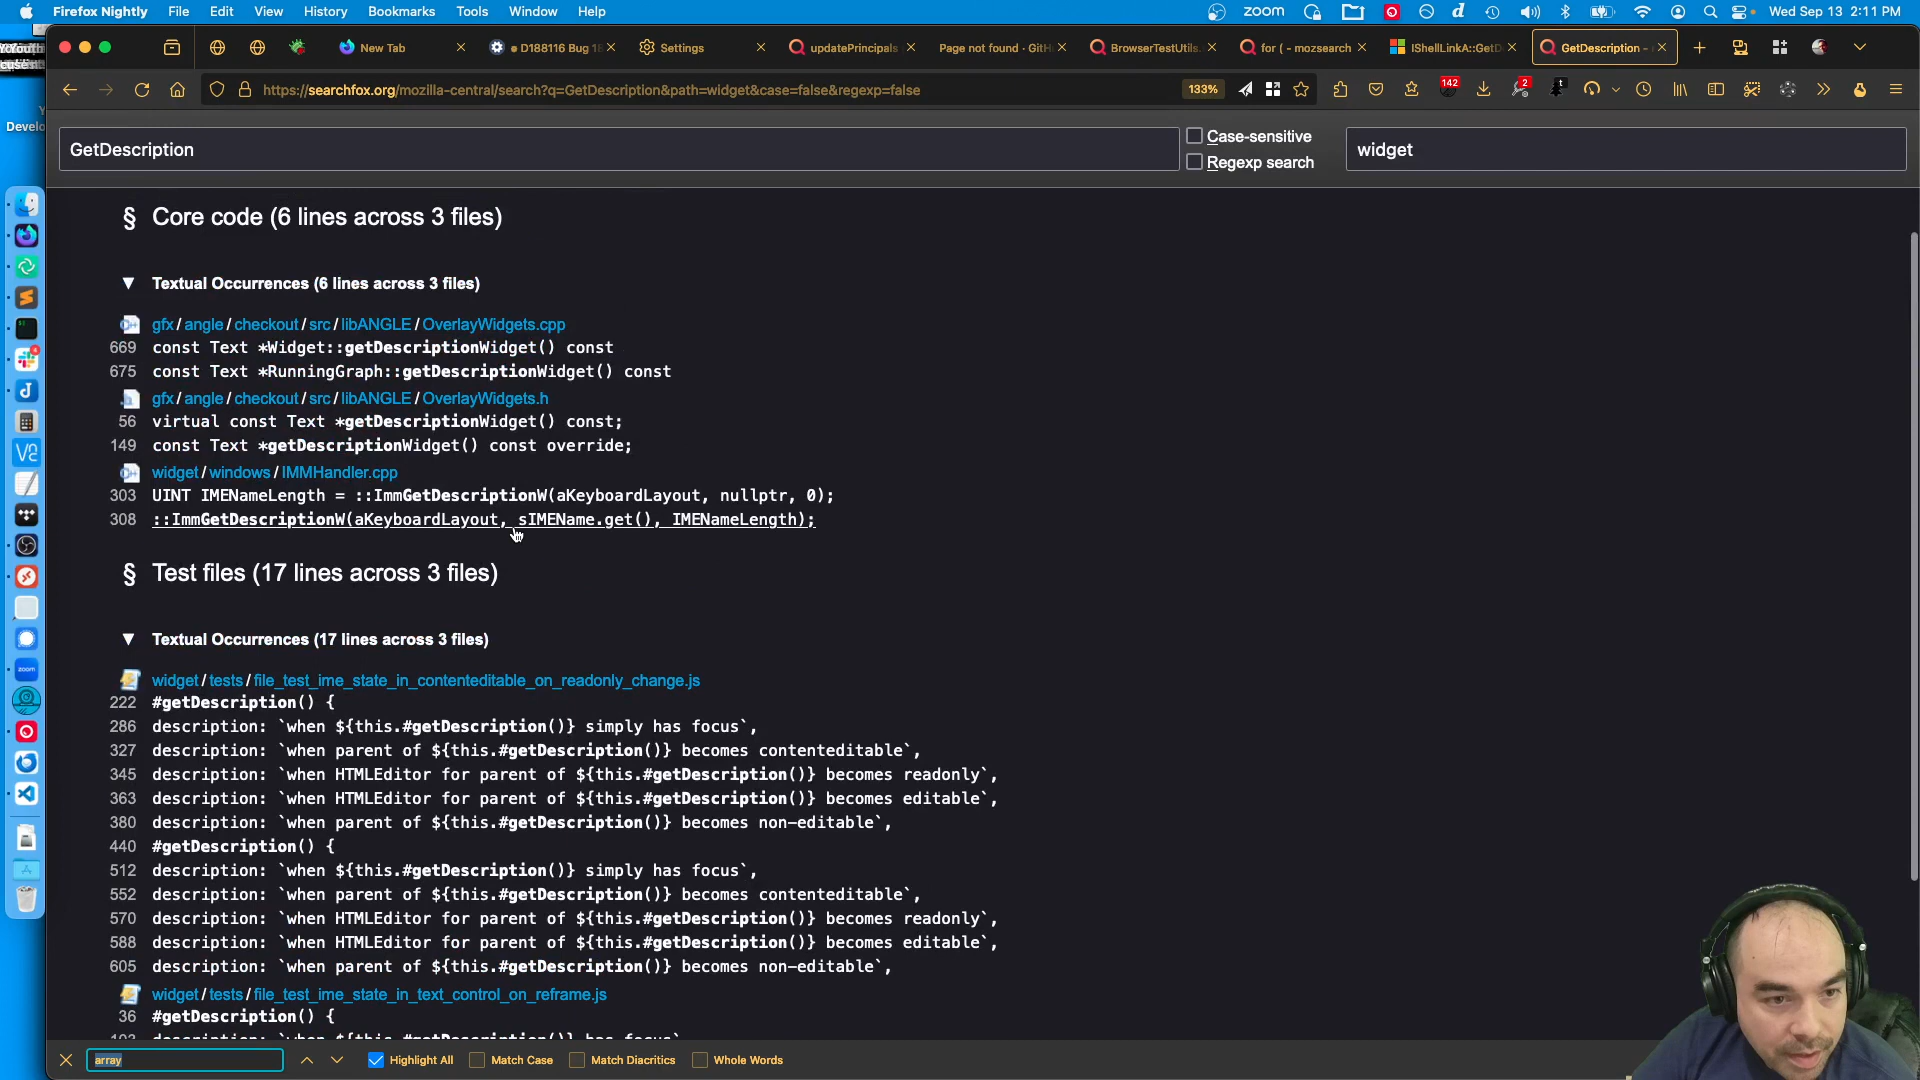 Firefox Nightly File Edit View History Bookmarks Tools Window Help zoom Wed Sep 13 2:11 PM
New Tab D188116 Bug 1 Settings updatePrincipals Page not found · GitH BrowserTestUtils. for ( - mozsearch IShellLinkA::GetD GetDescription -
https://searchfox.org/mozilla-central/search?q=GetDescription&path=widget&case=false&regexp=false 133% 142 2
GetDescription
Case-sensitive
Regexp search
widget
§ Core code (6 lines across 3 files)
▼ Textual Occurrences (6 lines across 3 files)
gfx/angle/checkout/src/libANGLE/OverlayWidgets.cpp
669 const Text *Widget::getDescriptionWidget() const
675 const Text *RunningGraph::getDescriptionWidget() const
gfx/angle/checkout/src/libANGLE/OverlayWidgets.h
56 virtual const Text *getDescriptionWidget() const;
149 const Text *getDescriptionWidget() const override;
widget/windows/IMMHandler.cpp
303 UINT IMENameLength = ::ImmGetDescriptionW(aKeyboardLayout, nullptr, 0);
308 ::ImmGetDescriptionW(aKeyboardLayout, sIMEName.get(), IMENameLength);
§ Test files (17 lines across 3 files)
▼ Textual Occurrences (17 lines across 3 files)
widget/tests/file_test_ime_state_in_contenteditable_on_readonly_change.js
222 #getDescription() {
286 description: `when ${this.#getDescription()} simply has focus`,
327 description: `when parent of ${this.#getDescription()} becomes contenteditable`,
345 description: `when HTMLEditor for parent of ${this.#getDescription()} becomes readonly`,
363 description: `when HTMLEditor for parent of ${this.#getDescription()} becomes editable`,
380 description: `when parent of ${this.#getDescription()} becomes non-editable`,
440 #getDescription() {
512 description: `when ${this.#getDescription()} simply has focus`,
552 description: `when parent of ${this.#getDescription()} becomes contenteditable`,
570 description: `when HTMLEditor for parent of ${this.#getDescription()} becomes readonly`,
588 description: `when HTMLEditor for parent of ${this.#getDescription()} becomes editable`,
605 description: `when parent of ${this.#getDescription()} becomes non-editable`,
widget/tests/file_test_ime_state_in_text_control_on_reframe.js
36 #getDescription() {
array Highlight All Match Case Match Diacritics Whole Words